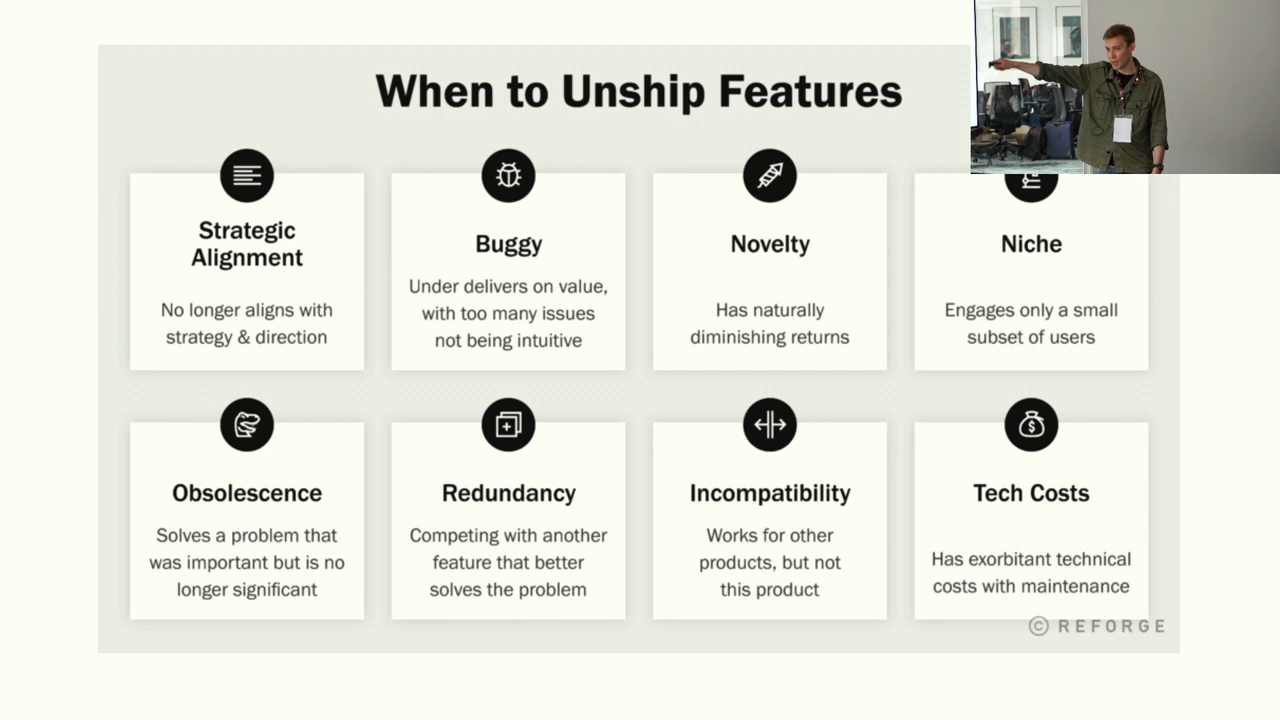 When to Unship Features
Strategic
Alignment
No longer aligns with
strategy & direction
Buggy
Under delivers on value,
with too many issues
not being intuitive
Novelty
Has naturally
diminishing returns
Niche
Engages only a small
subset of users
Obsolescence
Solves a problem that
was important but is no
longer significant
Redundancy
Competing with another
feature that better
solves the problem
Incompatibility
Works for other
products, but not
this product
Tech Costs
Has exorbitant technical
costs with maintenance
© REFORGE